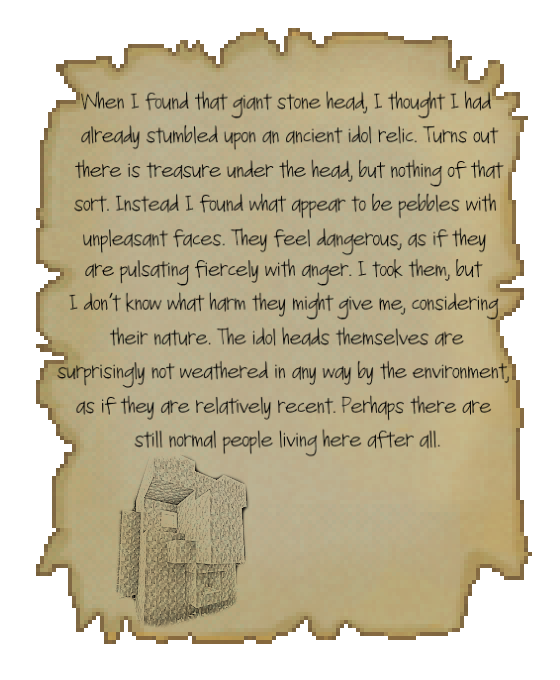 When I found that giant stone head, I thought I had
already stumbled upon an ancient idol relic. Turns out
there is treasure under the head, but nothing of that
sort. Instead I found what appear to be pebbles with
unpleasant faces. They feel dangerous, as if they
are pulsating fiercely with anger. I took them, but
I don't know what harm they might give me, considering
their nature. The idol heads themselves are
surprisingly not weathered in any way by the environment,
as if they are relatively recent. Perhaps there are
still normal people living here after all.